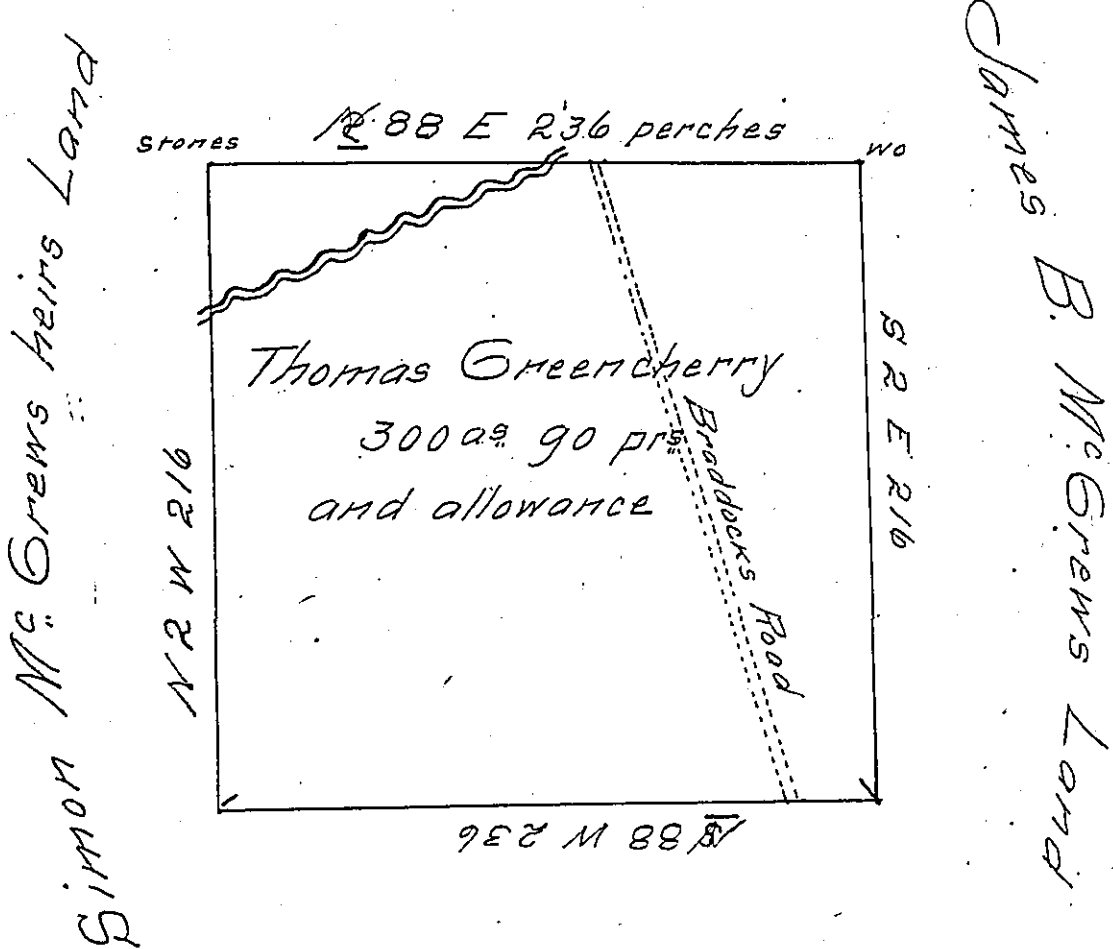 88 E 236 perches
Stones
WO
Simon McGrews heirs Land
N 2 W 216
Thomas Greencherry
300 as 90 prs
and allowance
Braddocks Road
S 2 E 216
James B. McGrews Land
88 W 236